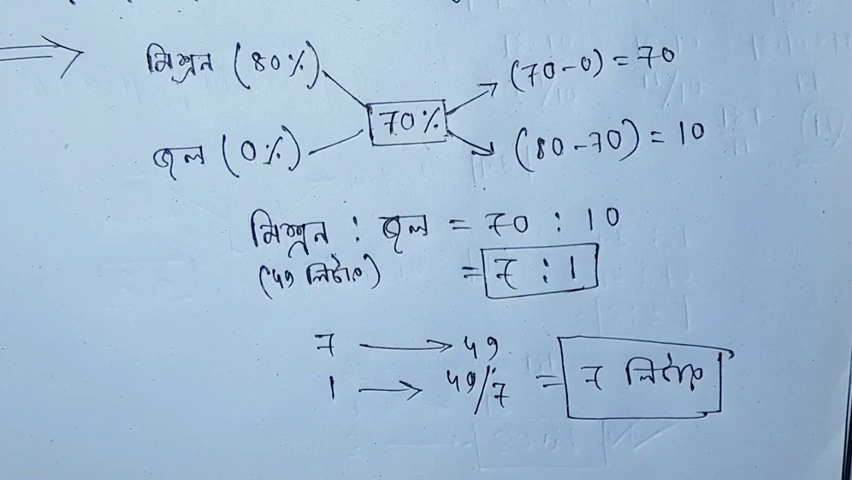 মিশ্রন (80%) (70-0) = 70
70%
জল (0%) (80-70) = 10
মিশ্রন : জল = 70 : 10
(49 লিটার) = 7 : 1
7 → 49
1 → 49/7 = 7 লিটার